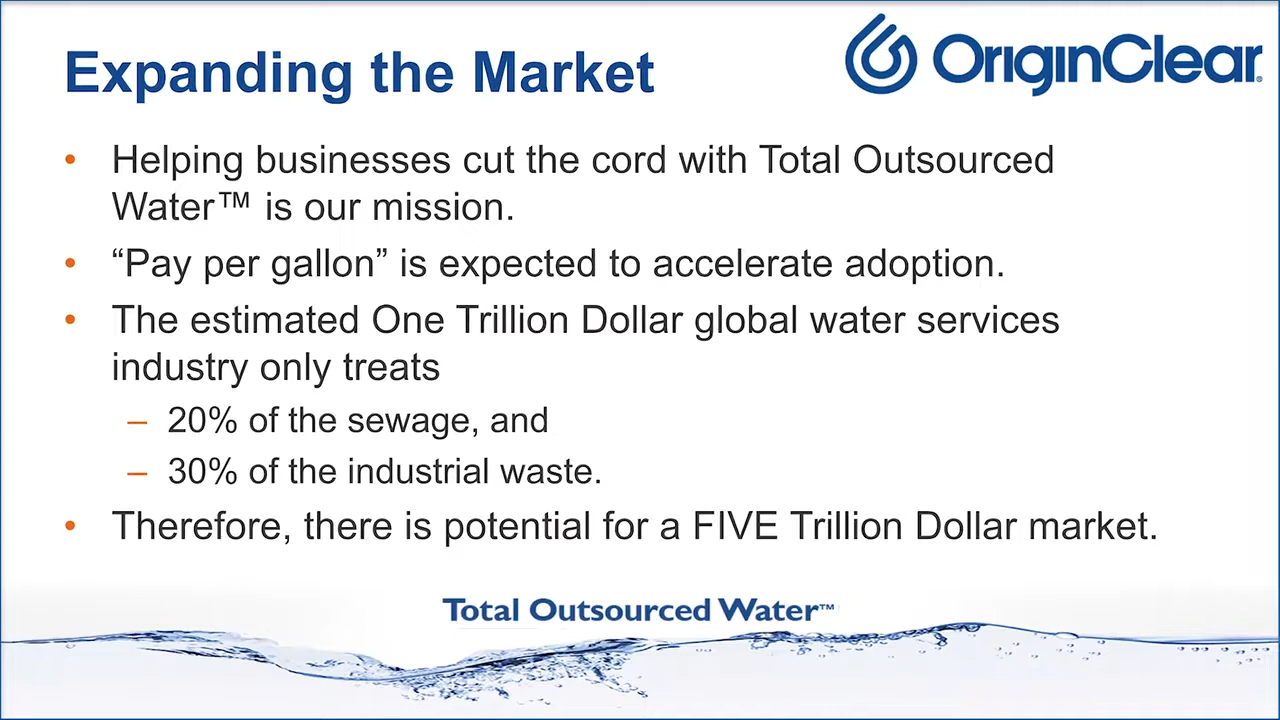 Expanding the Market
OriginClear®
• Helping businesses cut the cord with Total Outsourced
Water™ is our mission.
• “Pay per gallon” is expected to accelerate adoption.
• The estimated One Trillion Dollar global water services
industry only treats
– 20% of the sewage, and
– 30% of the industrial waste.
• Therefore, there is potential for a FIVE Trillion Dollar market.
Total Outsourced Water™